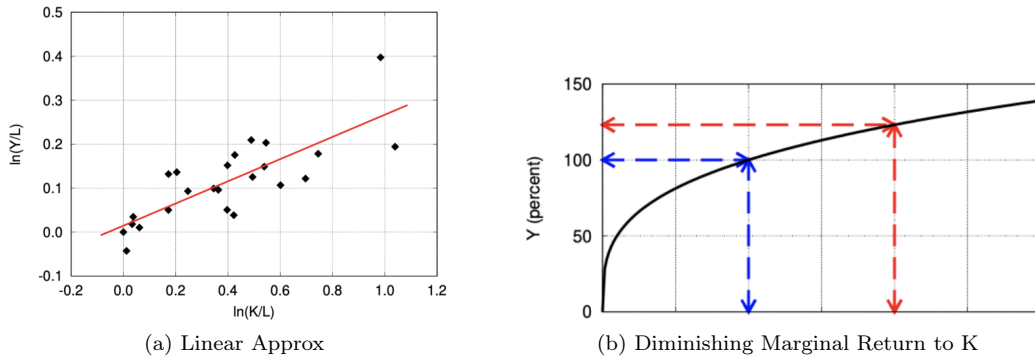 0.5
0.4
0.3
0.2
0.1
0.0
-0.1
ln(Y/L)
-0.2 0.0 0.2 0.4 0.6 0.8 1.0 1.2
ln(K/L)
(a) Linear Approx
150
100
50
0
Y (percent)
(b) Diminishing Marginal Return to K